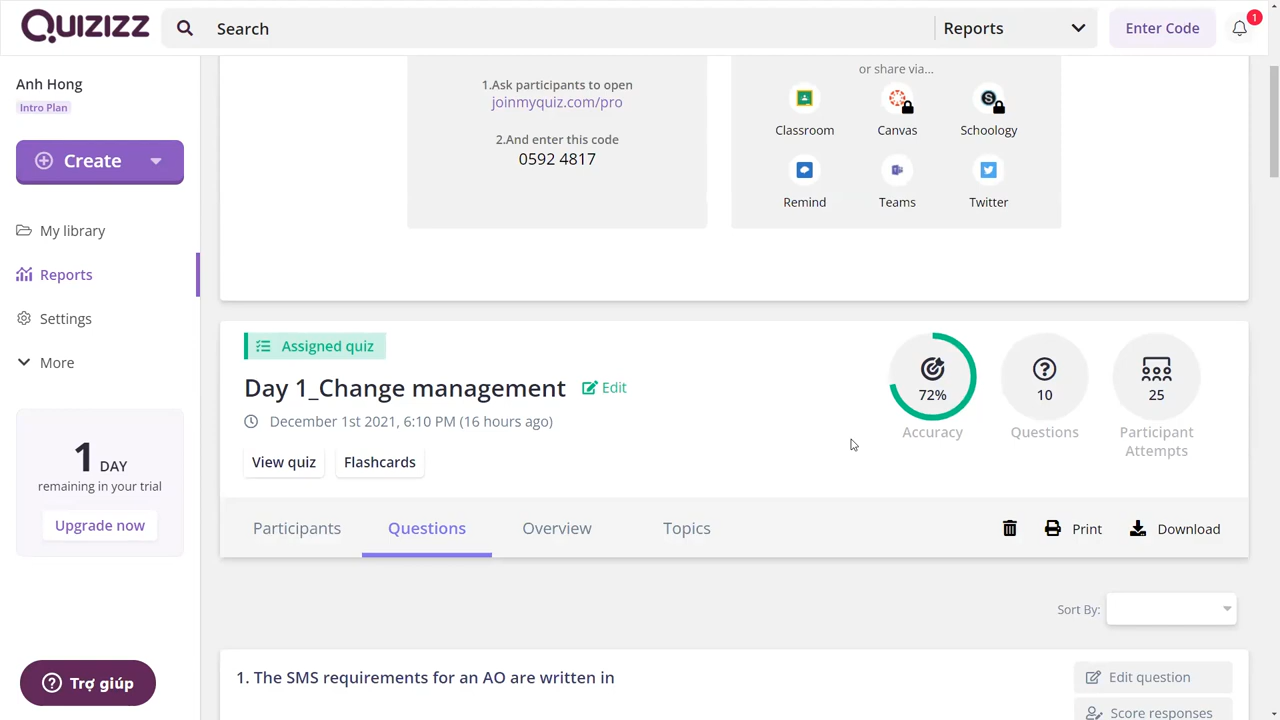 QUIZIZZ
Search
Reports
Enter Code
1
Anh Hong
Intro Plan
Create
My library
Reports
Settings
More
1 DAY
remaining in your trial
Upgrade now
Trợ giúp
1.Ask participants to open
joinmyquiz.com/pro
2.And enter this code
0592 4817
or share via...
Classroom
Canvas
Schoology
Remind
Teams
Twitter
Assigned quiz
Day 1_Change management
Edit
December 1st 2021, 6:10 PM (16 hours ago)
View quiz
Flashcards
72%
Accuracy
10
Questions
25
Participant
Attempts
Participants
Questions
Overview
Topics
Print
Download
Sort By:
1. The SMS requirements for an AO are written in
Edit question
Score responses